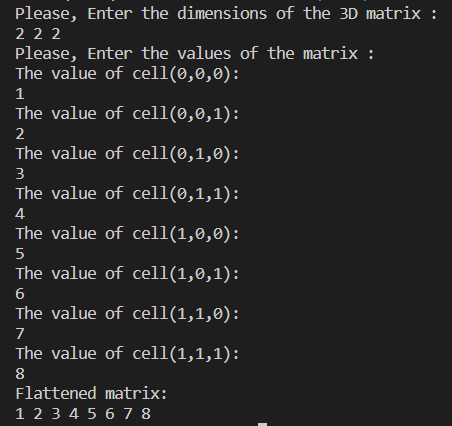 Please, Enter the dimensions of the 3D matrix :
2 2 2
Please, Enter the values of the matrix :
The value of cell(0,0,0):
1
The value of cell(0,0,1):
2
The value of cell(0,1,0):
3
The value of cell(0,1,1):
4
The value of cell(1,0,0):
5
The value of cell(1,0,1):
6
The value of cell(1,1,0):
7
The value of cell(1,1,1):
8
Flattened matrix:
1 2 3 4 5 6 7 8